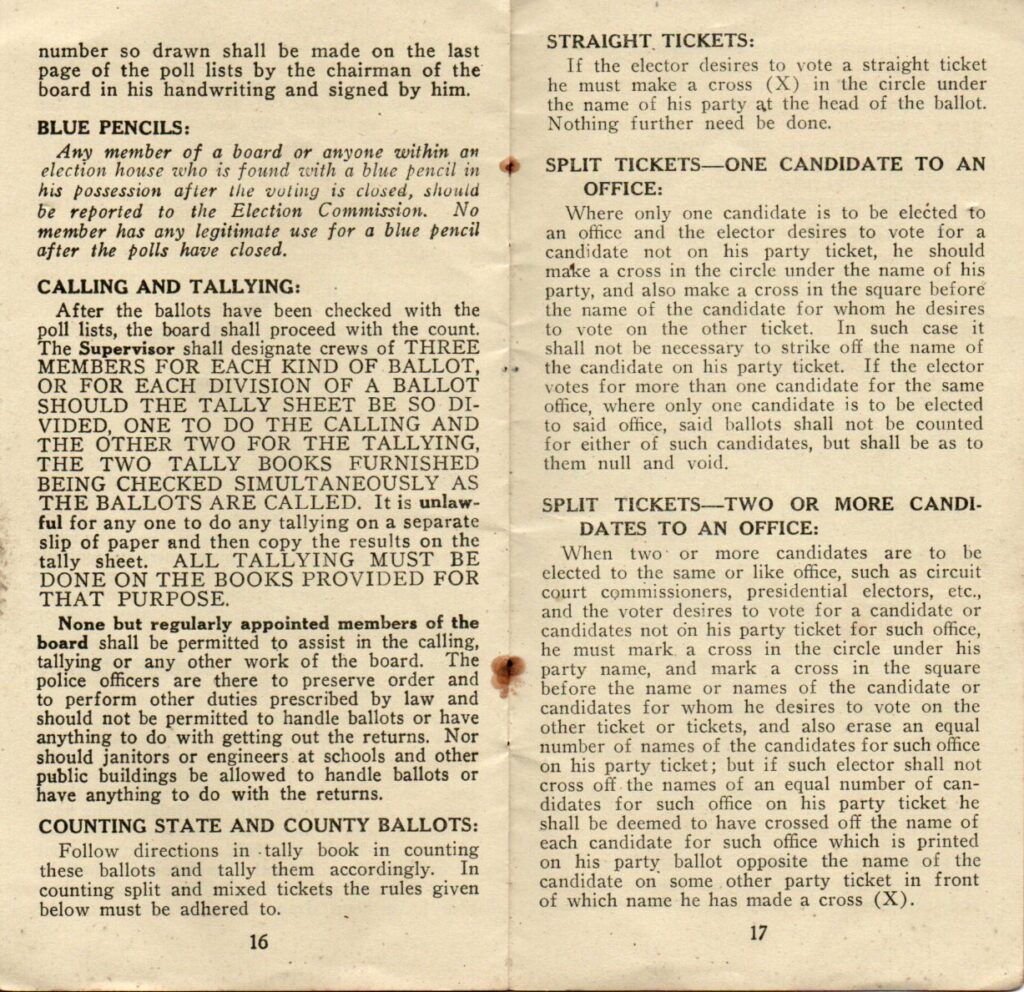 number so drawn shall be made on the last
page of the poll lists by the chairman of the
board in his handwriting and signed by him.
BLUE PENCILS:
Any member of a board or anyone within an
election house who is found with a blue pencil in
his possession after the voting is closed, should
be reported to the Election Commission. No
member has any legitimate use for a blue pencil
after the polls have closed.
CALLING AND TALLYING:
After the ballots have been checked with the
poll lists, the board shall proceed with the count.
The Supervisor shall designate crews of THREE
MEMBERS FOR EACH KIND OF BALLOT,
OR FOR EACH DIVISION OF A BALLOT
SHOULD THE TALLY SHEET BE SO DI-
VIDED, ONE TO DO THE CALLING AND
THE OTHER TWO FOR THE TALLYING,
THE TWO TALLY BOOKS FURNISHED
BEING CHECKED SIMULTANEOUSLY AS
THE BALLOTS ARE CALLED. It is unlaw-
ful for any one to do any tallying on a separate
slip of paper and then copy the results on the
tally sheet. ALL TALLYING MUST BE
DONE ON THE BOOKS PROVIDED FOR
THAT PURPOSE.
None but regularly appointed members of the
board shall be permitted to assist in the calling,
tallying or any other work of the board. The
police officers are there to preserve order and
to perform other duties prescribed by law and
should not be permitted to handle ballots or have
anything to do with getting out the returns. Nor
should janitors or engineers at schools and other
public buildings be allowed to handle ballots or
have anything to do with the returns.
COUNTING STATE AND COUNTY BALLOTS:
Follow directions in tally book in counting
these ballots and tally them accordingly. In
counting split and mixed tickets the rules given
below must be adhered to.
16
STRAIGHT TICKETS:
If the elector desires to vote a straight ticket
he must make a cross (X) in the circle under
the name of his party at the head of the ballot.
Nothing further need be done.
SPLIT TICKETS—ONE CANDIDATE TO AN
OFFICE:
Where only one candidate is to be elected to
an office and the elector desires to vote for a
candidate not on his party ticket, he should
make a cross in the circle under the name of his
party, and also make a cross in the square before
the name of the candidate for whom he desires
to vote on the other ticket. In such case it
shall not be necessary to strike off the name of
the candidate on his party ticket. If the elector
votes for more than one candidate for the same
office, where only one candidate is to be elected
to said office, said ballots shall not be counted
for either of such candidates, but shall be as to
them null and void.
SPLIT TICKETS—TWO OR MORE CANDI-
DATES TO AN OFFICE:
When two or more candidates are to be
elected to the same or like office, such as circuit
court commissioners, presidential electors, etc.,
and the voter desires to vote for a candidate or
candidates not on his party ticket for such office,
he must mark a cross in the circle under his
party name, and mark a cross in the square
before the name or names of the candidate or
candidates for whom he desires to vote on the
other ticket or tickets, and also erase an equal
number of names of the candidates for such office
on his party ticket; but if such elector shall not
cross off the names of an equal number of can-
didates for such office on his party ticket he
shall be deemed to have crossed off the name of
each candidate for such office which is printed
on his party ballot opposite the name of the
candidate on some other party ticket in front
of which name he has made a cross (X).
17